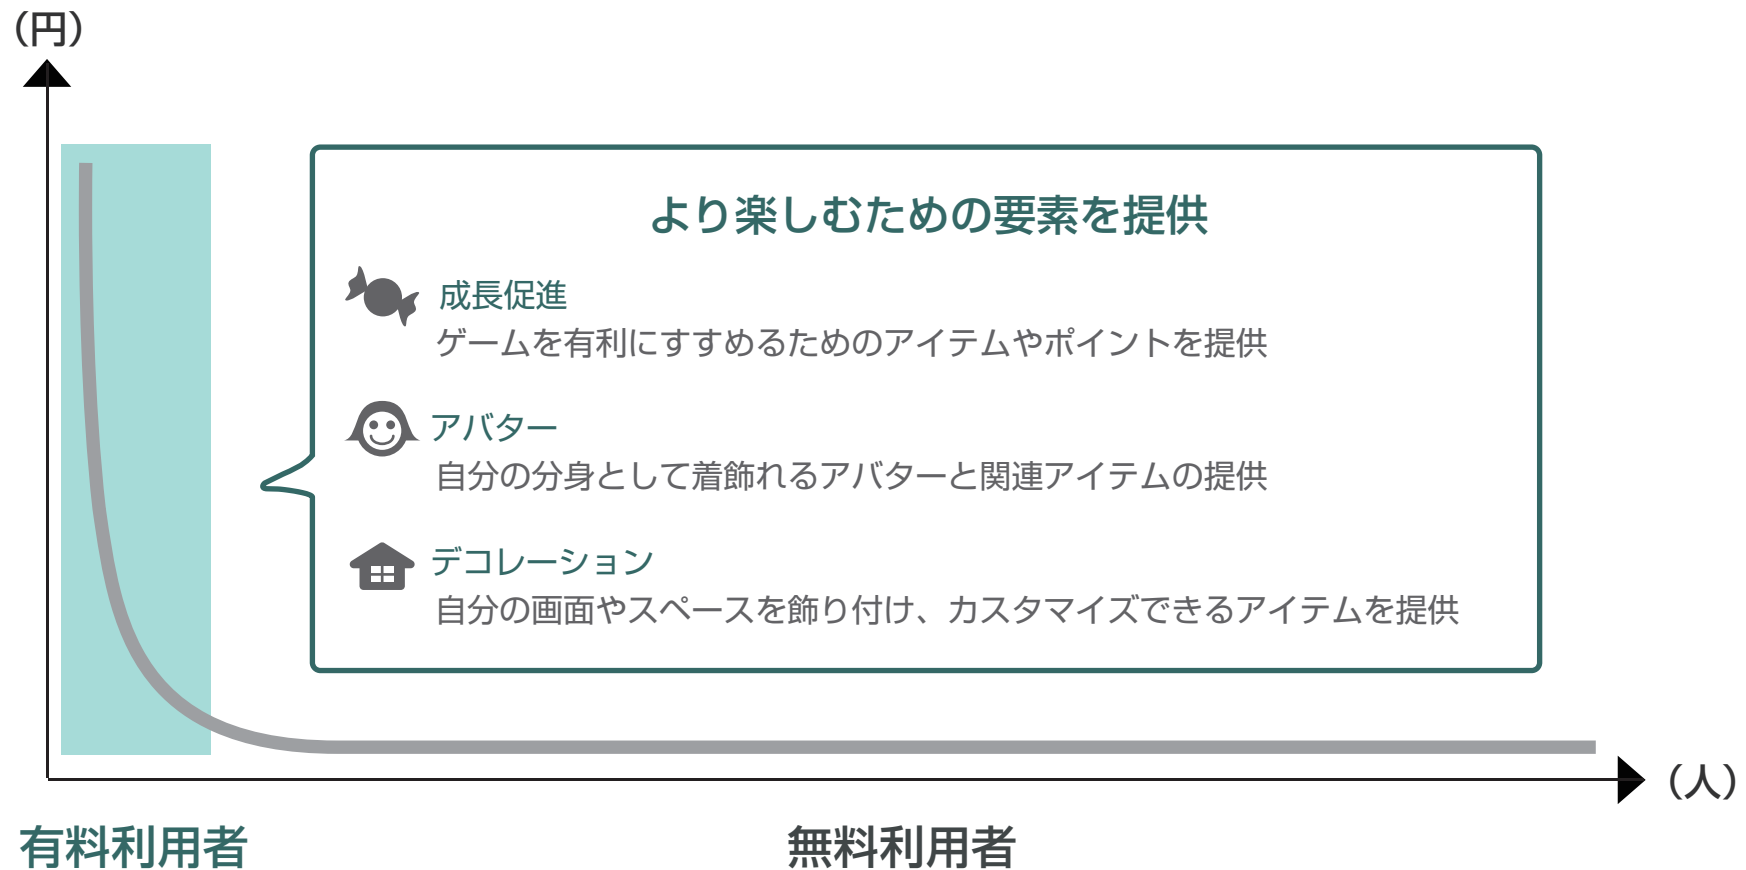 （円）
より楽しむための要素を提供
成長促進
ゲームを有利にすすめるためのアイテムやポイントを提供
アバター
自分の分身として着飾れるアバターと関連アイテムの提供
デコレーション
自分の画面やスペースを飾り付け、カスタマイズできるアイテムを提供
（人）
有料利用者
無料利用者